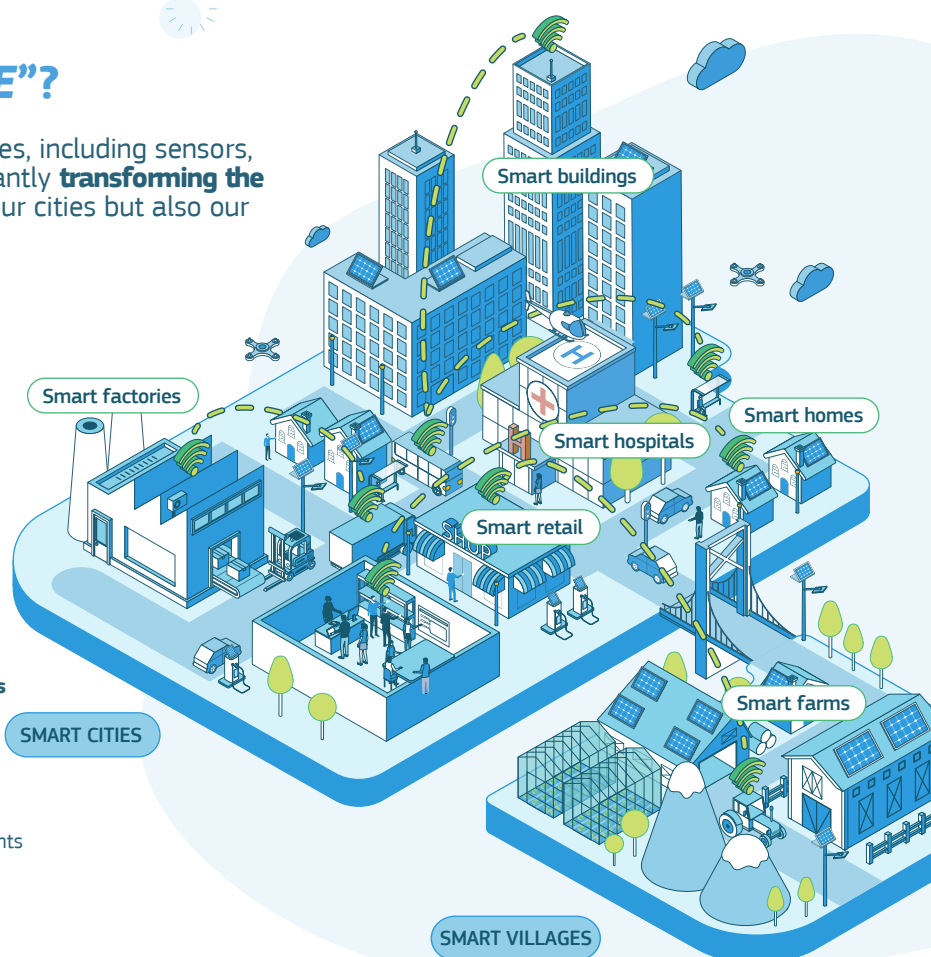 E”?
es, including sensors,
antly transforming the
our cities but also our
Smart buildings
Smart factories
Smart homes
Smart hospitals
H
H
Smart retail
SHOP
Smart farms
s
SMART CITIES
nts
SMART VILLAGES